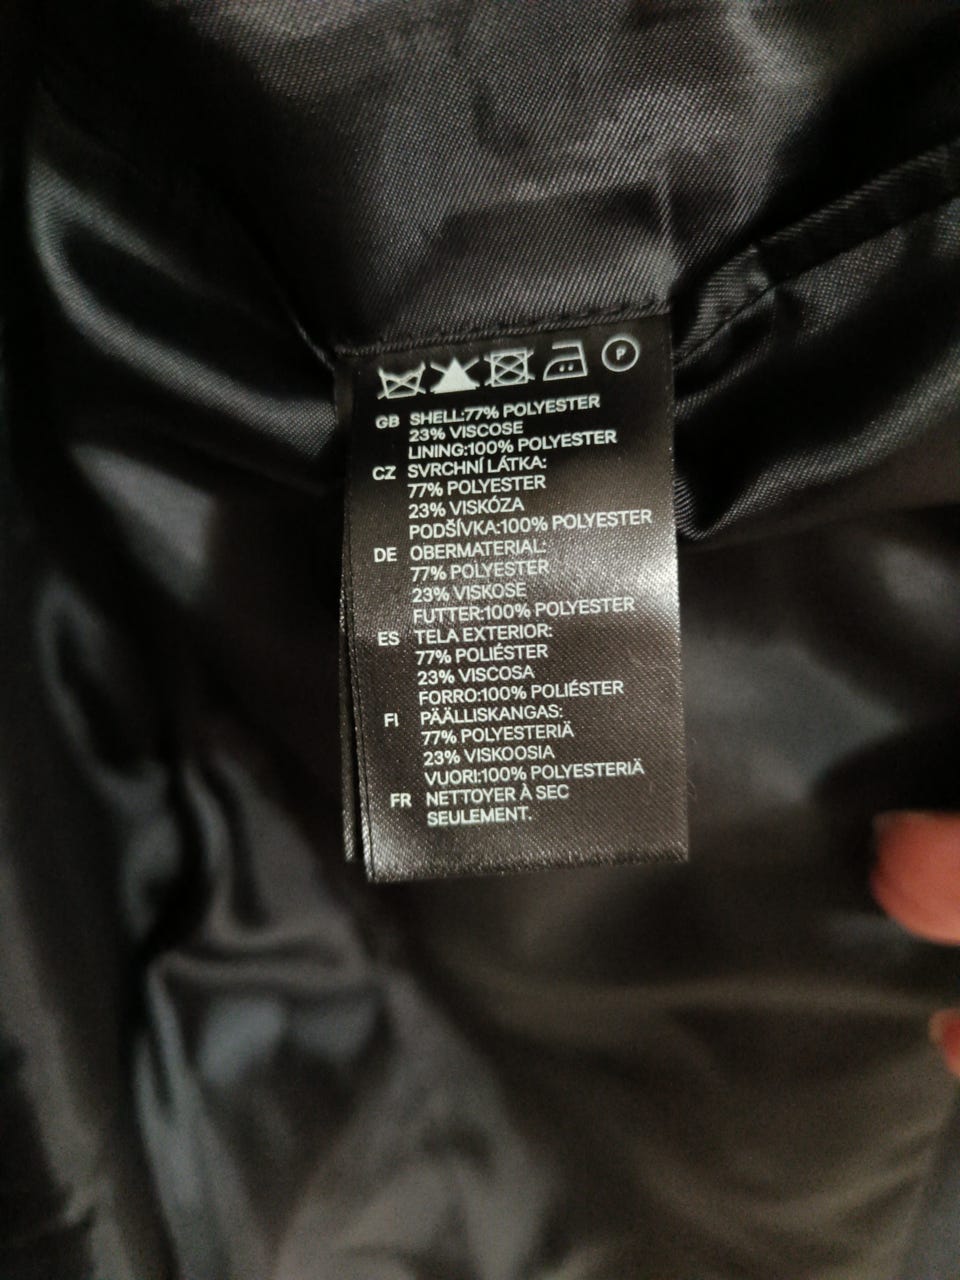 P
GB SHELL:77% POLYESTER
23% VISCOSE
LINING:100% POLYESTER
CZ SVRCHNÍ LÁTKA:
77% POLYESTER
23% VISKÓZA
PODŠÍVKA:100% POLYESTER
DE OBERMATERIAL:
77% POLYESTER
23% VISKOSE
FUTTER:100% POLYESTER
ES TELA EXTERIOR:
77% POLIÉSTER
23% VISCOSA
FORRO:100% POLIÉSTER
FI PÄÄLLISKANGAS:
77% POLYESTERIÄ
23% VISKOOSIA
VUORI:100% POLYESTERIÄ
FR NETTOYER À SEC
SEULEMENT.